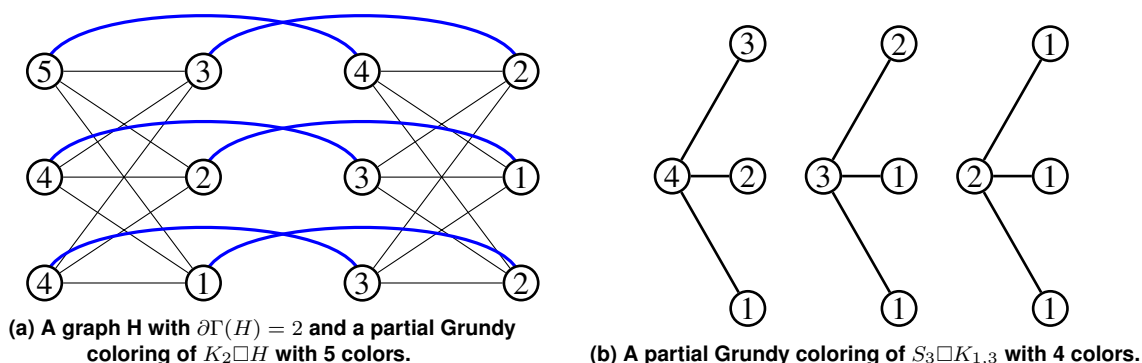 5 3 4 2 3 2 1
4 2 3 1 4 2 3 1 2 1
4 1 3 2 1 1 1
(a) A graph H with ∂Γ(H) = 2 and a partial Grundy
coloring of K₂□H with 5 colors.
(b) A partial Grundy coloring of S₃□K₁,₃ with 4 colors.